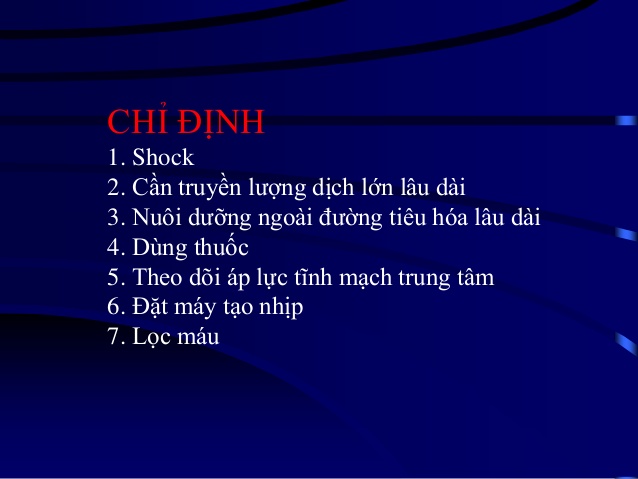 CHỈ ĐỊNH
1. Shock
2. Cần truyền lượng dịch lớn lâu dài
3. Nuôi dưỡng ngoài đường tiêu hóa lâu dài
4. Dùng thuốc
5. Theo dõi áp lực tĩnh mạch trung tâm
6. Đặt máy tạo nhịp
7. Lọc máu